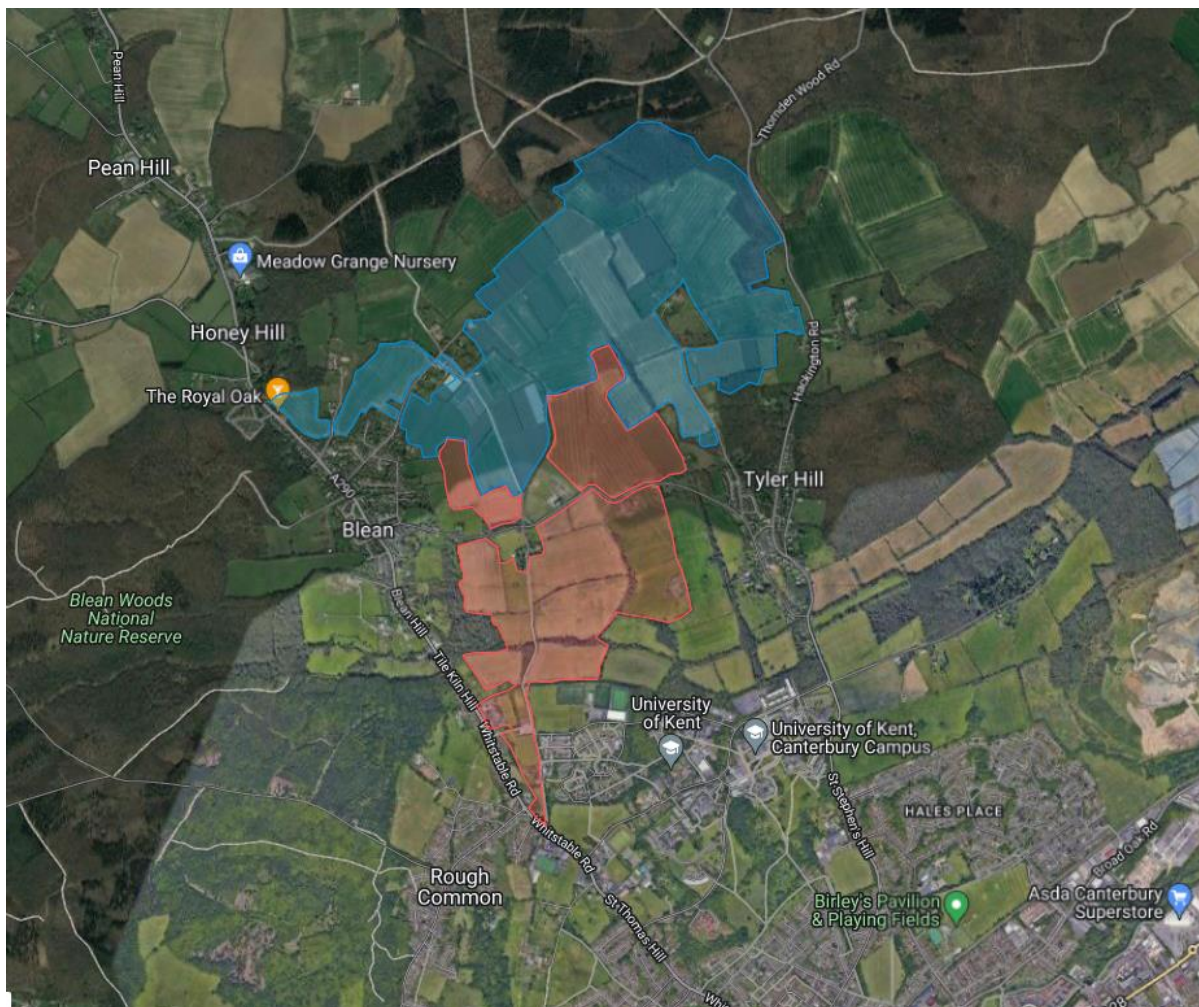 Pean Hill
Thornden Wood Rd
Pean Hill
Meadow Grange Nursery
Honey Hill
The Royal Oak
Hackington Rd
A290
Tyler Hill
Blean
Blean Woods
National
Nature Reserve
Blean Hill
Tile Kiln Hill
University
of Kent
University of Kent,
Canterbury Campus
Whitstable Rd
St Stephen's Hill
HALES PLACE
Whitstable Rd
Broad Oak Rd
Rough
Common
St Thomas Hill
Birley's Pavilion
& Playing Fields
Asda Canterbury
Superstore